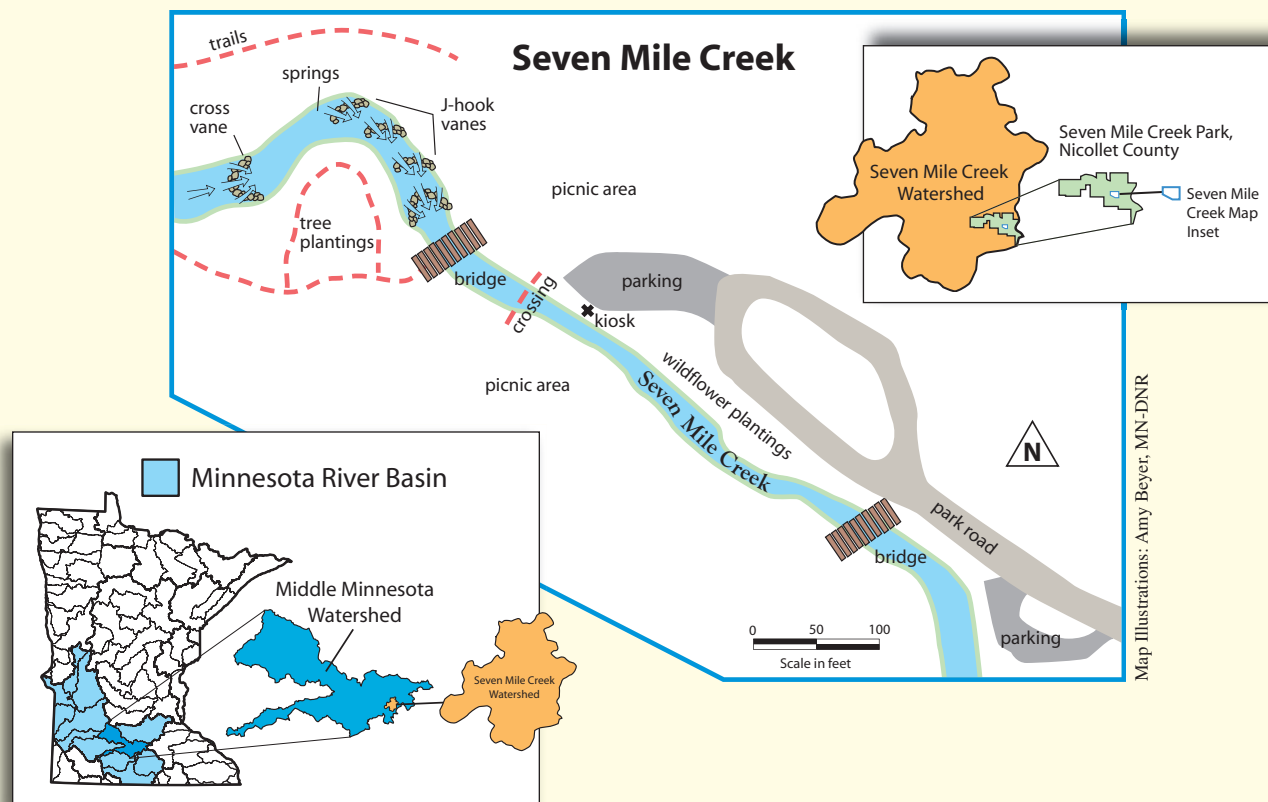 Seven Mile Creek
trails
springs
cross
vane
J-hook
vanes
tree
plantings
picnic area
bridge
crossing
parking
kiosk
picnic area
wildflower plantings
Seven Mile Creek
park road
bridge
parking
N
0 50 100
Scale in feet
Seven Mile Creek
Watershed
Seven Mile Creek Park,
Nicollet County
Seven Mile
Creek Map
Inset
Minnesota River Basin
Middle Minnesota
Watershed
Seven Mile Creek
Watershed
Map Illustrations: Amy Beyer, MN-DNR